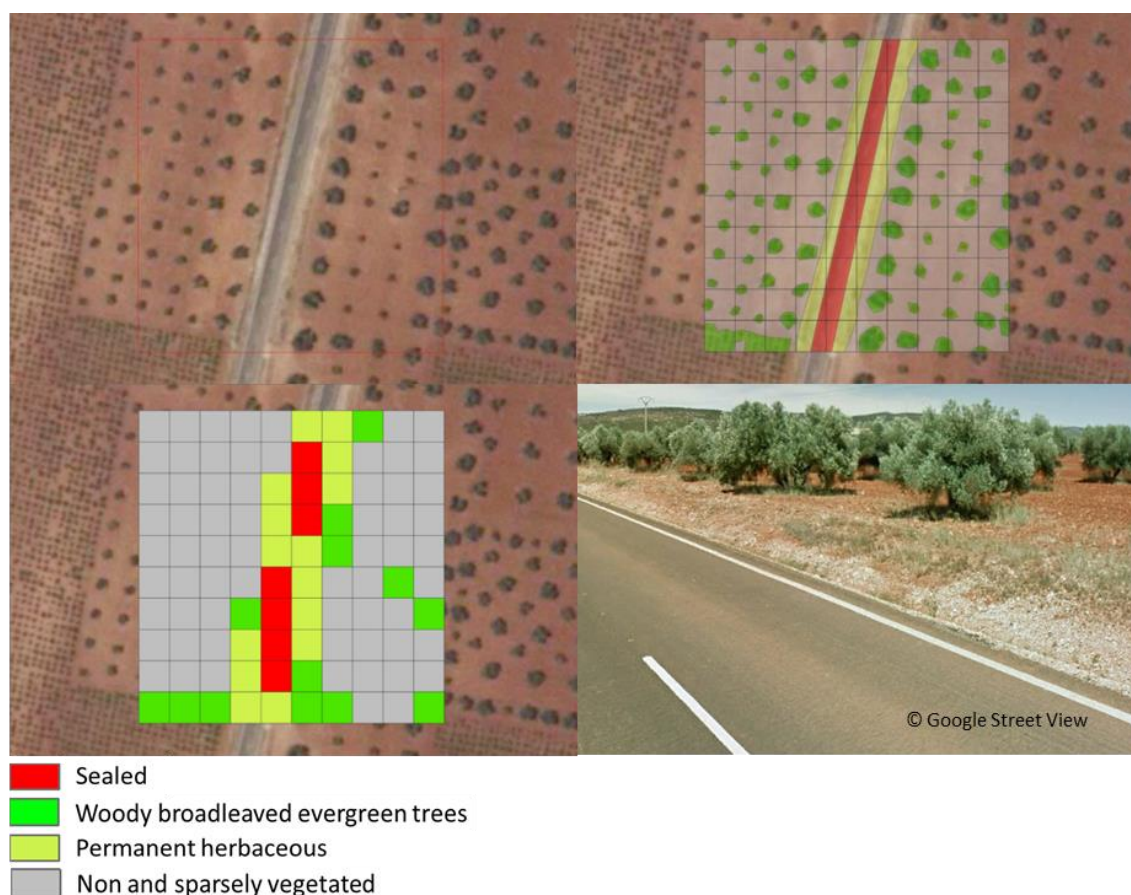 © Google Street View
Sealed
Woody broadleaved evergreen trees
Permanent herbaceous
Non and sparsely vegetated